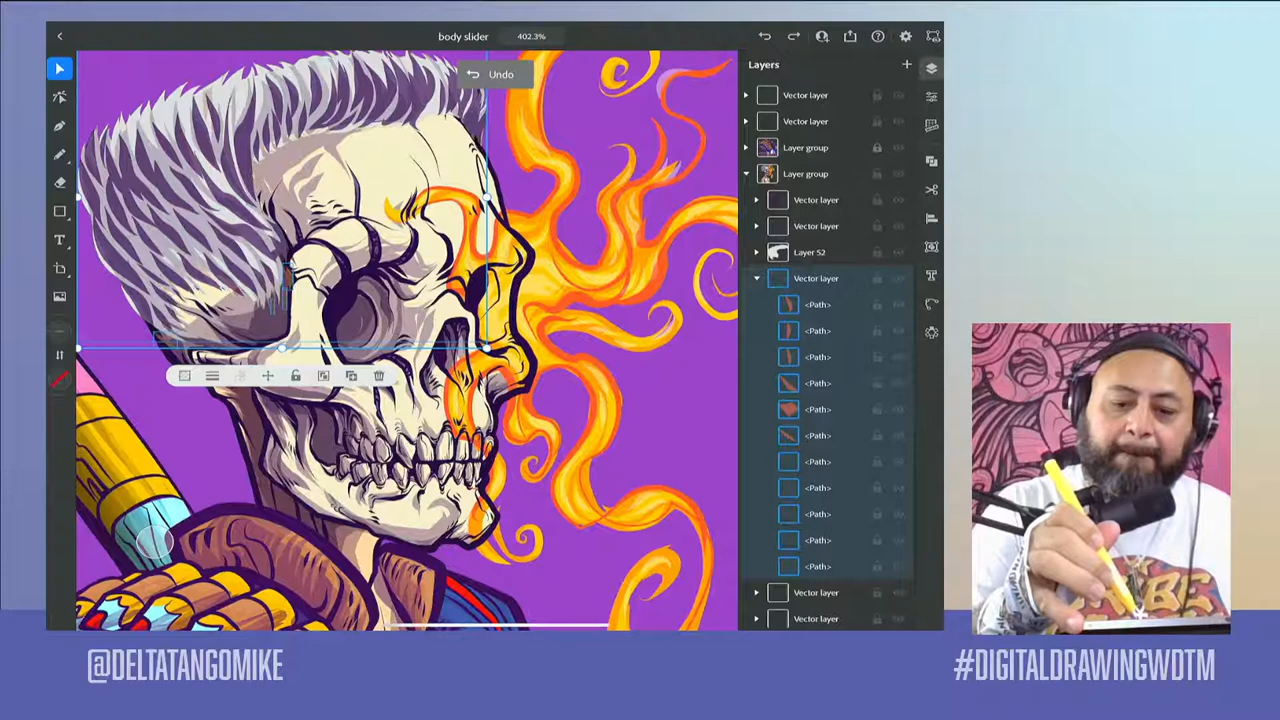 body slider
402.3%
Undo
Layers
Vector layer
Vector layer
Layer group
Layer group
Vector layer
Vector layer
Layer 52
Vector layer
<Path>
<Path>
<Path>
<Path>
<Path>
<Path>
<Path>
<Path>
<Path>
<Path>
<Path>
Vector layer
Vector layer
@DELTATANGOMIKE
#DIGITALDRAWINGWDTM